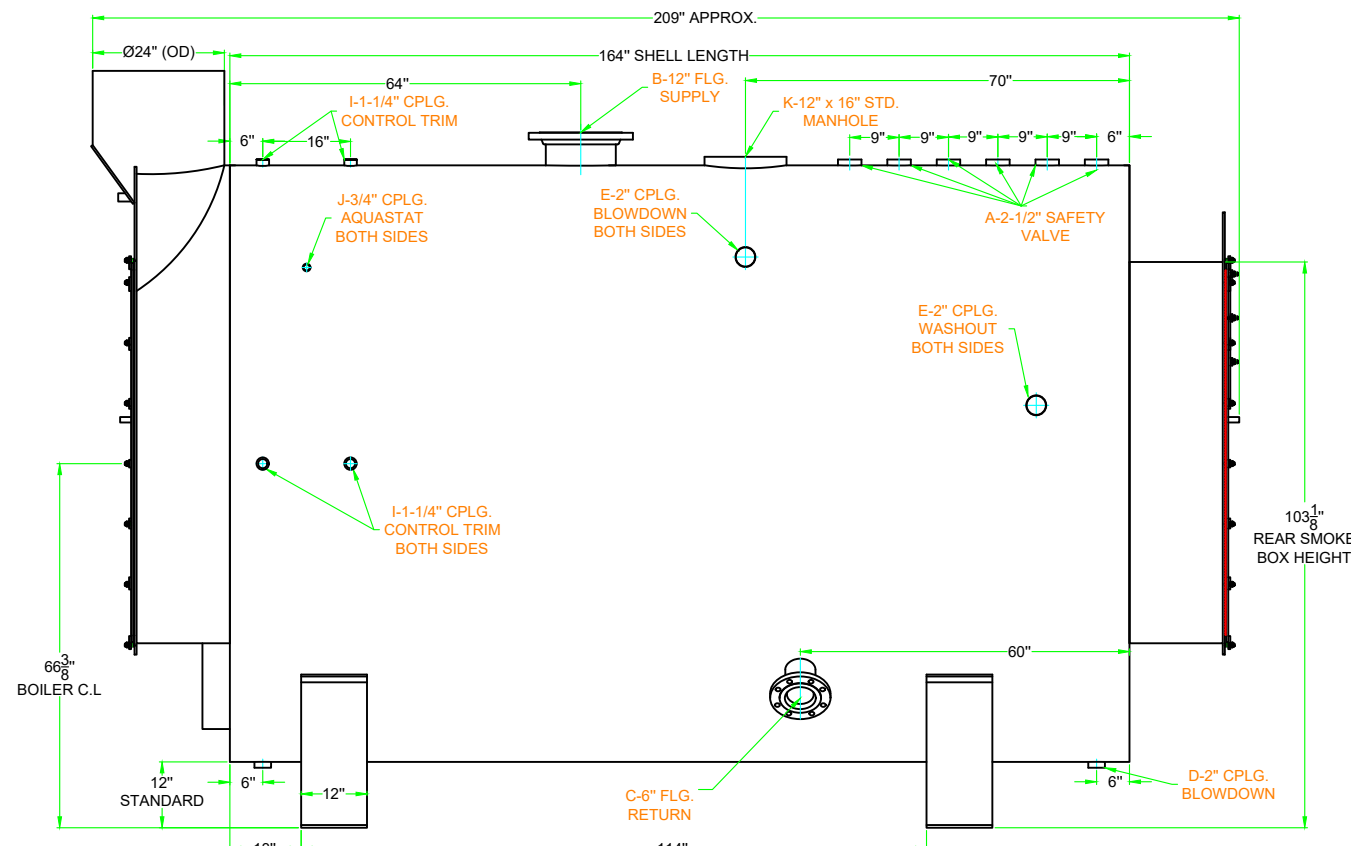 209" APPROX.
Ø24" (OD)
164" SHELL LENGTH
64"
B-12" FLG.
SUPPLY
70"
I-1-1/4" CPLG.
CONTROL TRIM
K-12" x 16" STD.
MANHOLE
6"
16"
9"
9"
9"
9"
9"
6"
J-3/4" CPLG.
AQUASTAT
BOTH SIDES
E-2" CPLG.
BLOWDOWN
BOTH SIDES
A-2-1/2" SAFETY
VALVE
E-2" CPLG.
WASHOUT
BOTH SIDES
I-1-1/4" CPLG.
CONTROL TRIM
BOTH SIDES
103 1/8"
REAR SMOKE
BOX HEIGHT
66 3/8"
BOILER C.L
60"
12"
STANDARD
6"
12"
C-6" FLG.
RETURN
6"
D-2" CPLG.
BLOWDOWN
114"